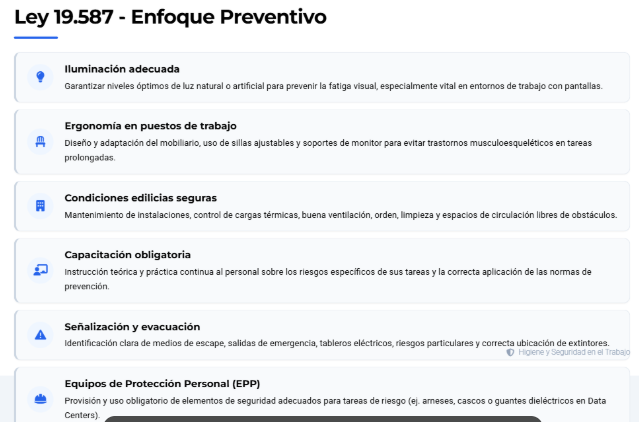 Ley 19.587 - Enfoque Preventivo
Iluminación adecuada
Garantizar niveles óptimos de luz natural o artificial para prevenir la fatiga visual, especialmente vital en entornos de trabajo con pantallas.
Ergonomía en puestos de trabajo
Diseño y adaptación del mobiliario, uso de sillas ajustables y soportes de monitor para evitar trastornos musculoesqueléticos en tareas
prolongadas.
Condiciones edilicias seguras
Mantenimiento de instalaciones, control de cargas térmicas, buena ventilación, orden, limpieza y espacios de circulación libres de obstáculos.
Capacitación obligatoria
Instrucción teórica y práctica continua al personal sobre los riesgos específicos de sus tareas y la correcta aplicación de las normas de
prevención.
Señalización y evacuación
Identificación clara de medios de escape, salidas de emergencia, tableros eléctricos, riesgos particulares y correcta ubicación de extintores.
Higiene y Seguridad en el Trabajo
Equipos de Protección Personal (EPP)
Provisión y uso obligatorio de elementos de seguridad adecuados para tareas de riesgo (ej. arneses, cascos o guantes dieléctricos en Data
Centers).